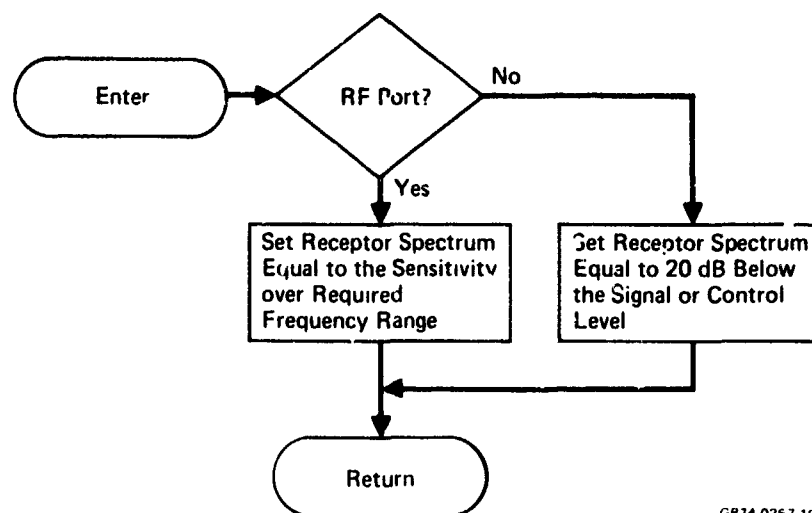 Enter
RF Port?
No
Yes
Set Receptor Spectrum
Equal to the Sensitivity
over Required
Frequency Range
Set Receptor Spectrum
Equal to 20 dB Below
the Signal or Control
Level
Return